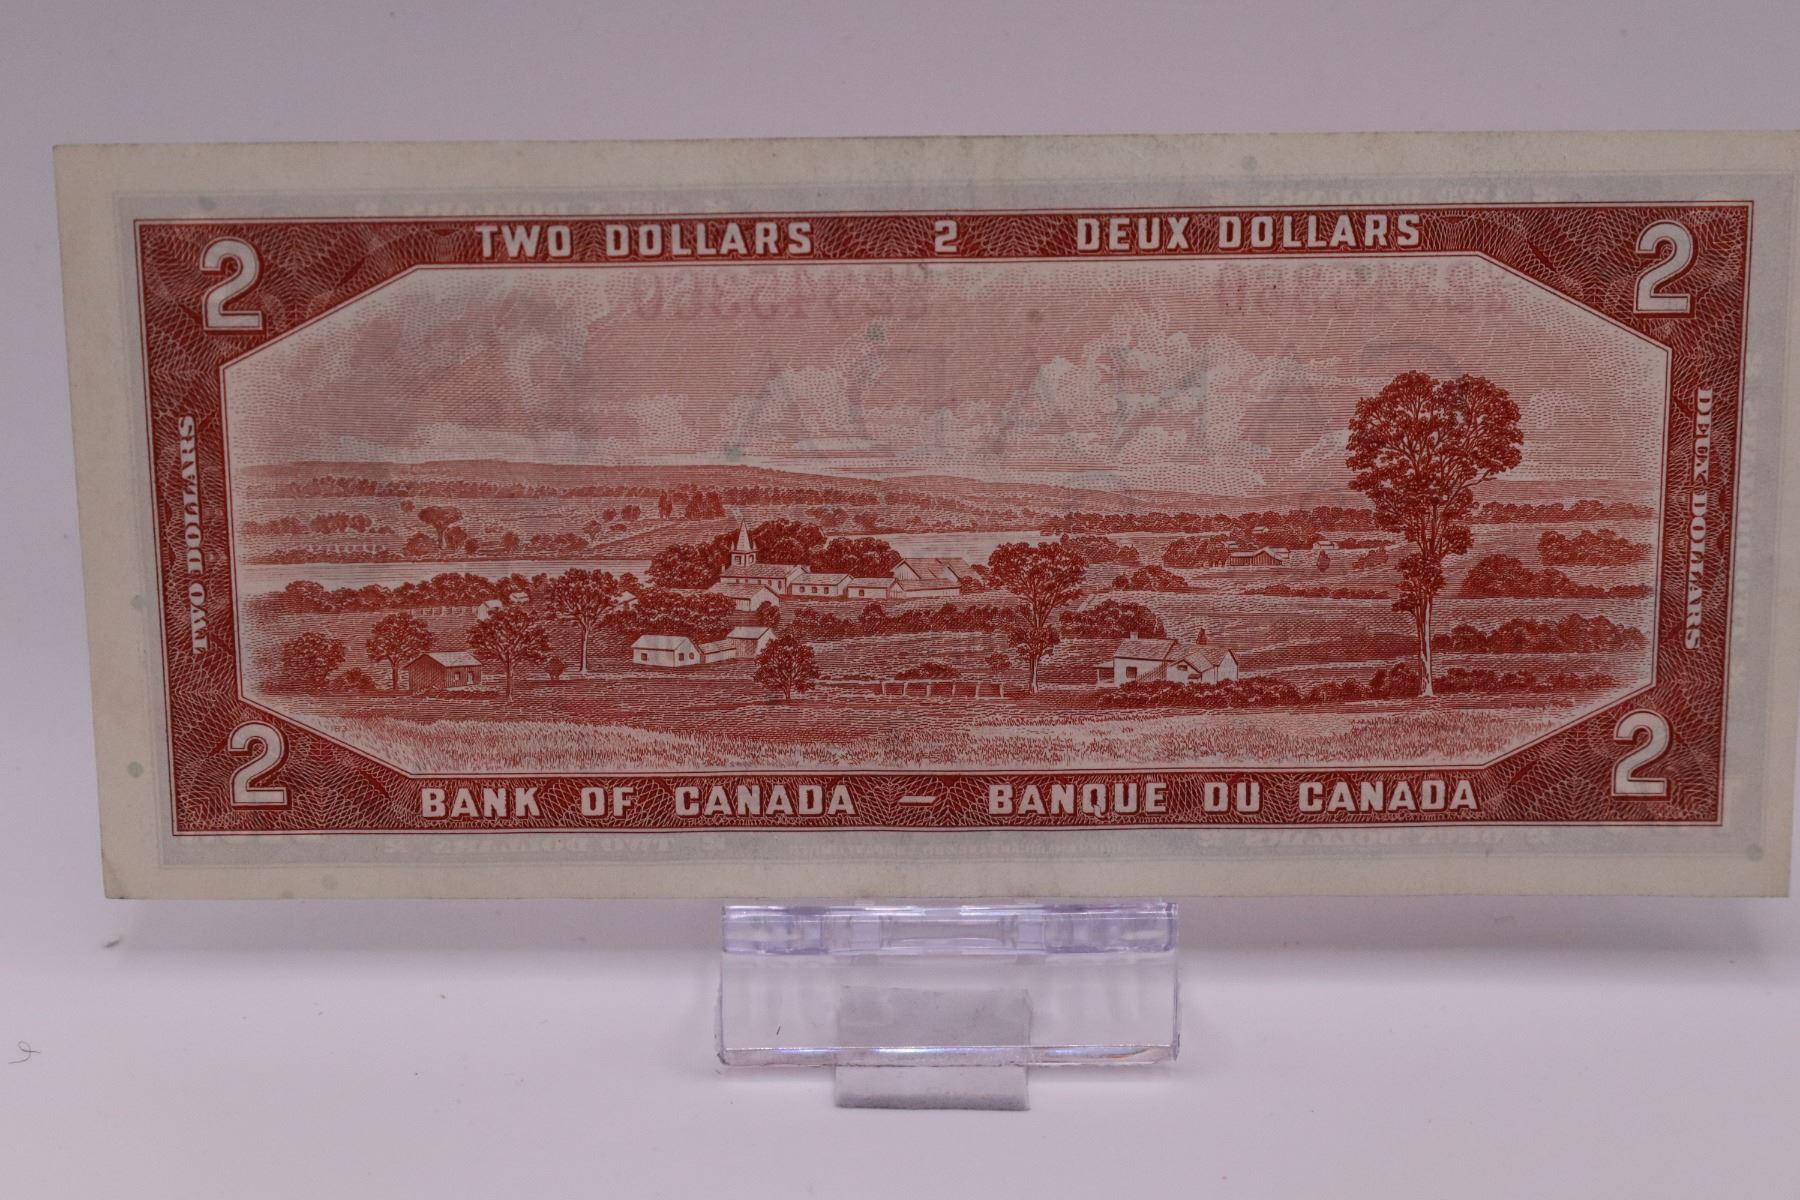 TWO DOLLARS 2 DEUX DOLLARS
2 2
TWO DOLLARS
DEUX DOLLARS
2 2
BANK OF CANADA — BANQUE DU CANADA